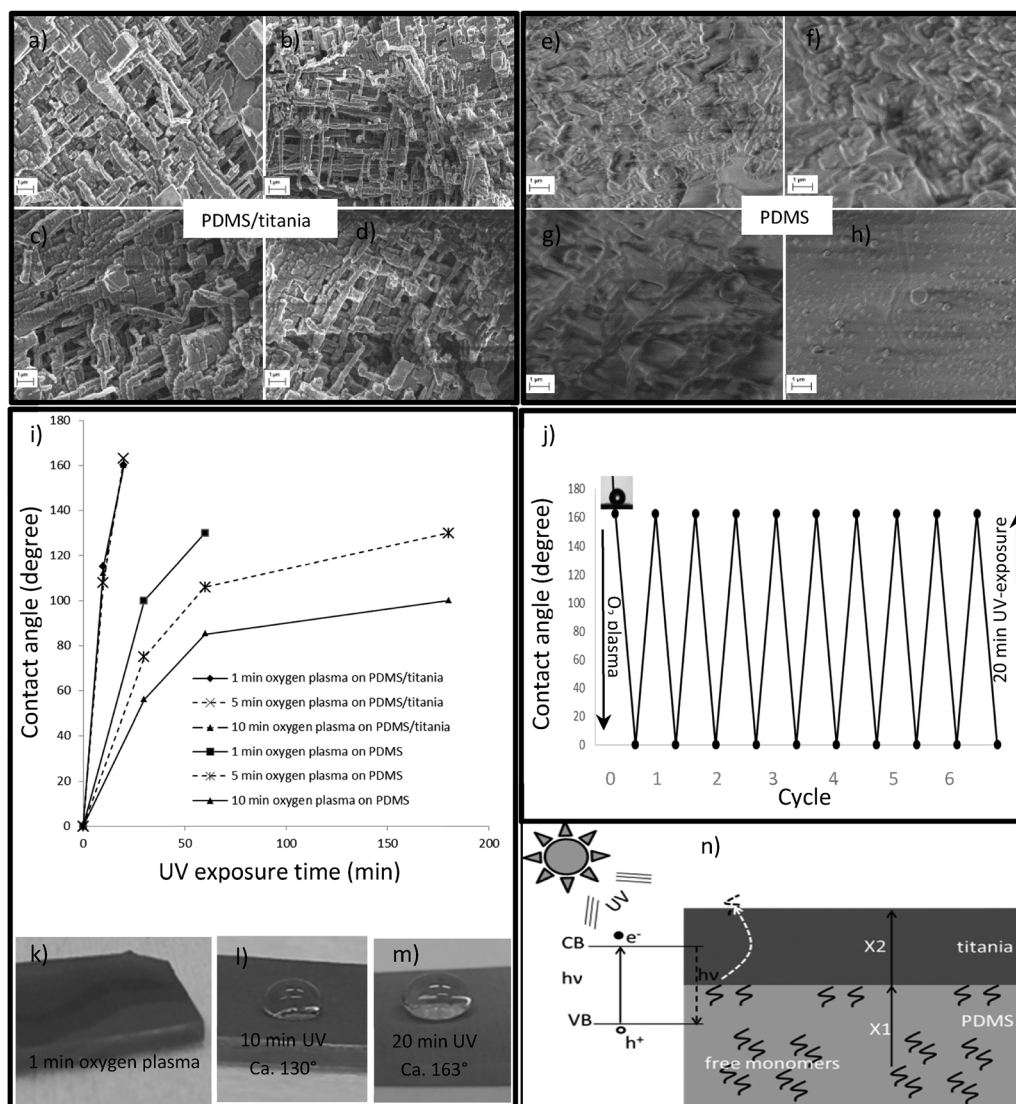 a)
b)
1 µm
1 µm
c)
d)
1 µm
1 µm
PDMS/titania
e)
f)
1 µm
1 µm
g)
h)
1 µm
1 µm
PDMS
i)
180
160
140
120
100
80
60
40
20
0
Contact angle (degree)
0
50
100
150
200
UV exposure time (min)
1 min oxygen plasma on PDMS/titania
5 min oxygen plasma on PDMS/titania
10 min oxygen plasma on PDMS/titania
1 min oxygen plasma on PDMS
5 min oxygen plasma on PDMS
10 min oxygen plasma on PDMS
j)
180
160
140
120
100
80
60
40
20
0
Contact angle (degree)
O₂ plasma
20 min UV-exposure
0 1 2 3 4 5 6
Cycle
k)
1 min oxygen plasma
l)
10 min UV
Ca. 130°
m)
20 min UV
Ca. 163°
n)
UV
CB
e⁻
hν
hν
VB
h⁺
X2
titania
X1
PDMS
free monomers